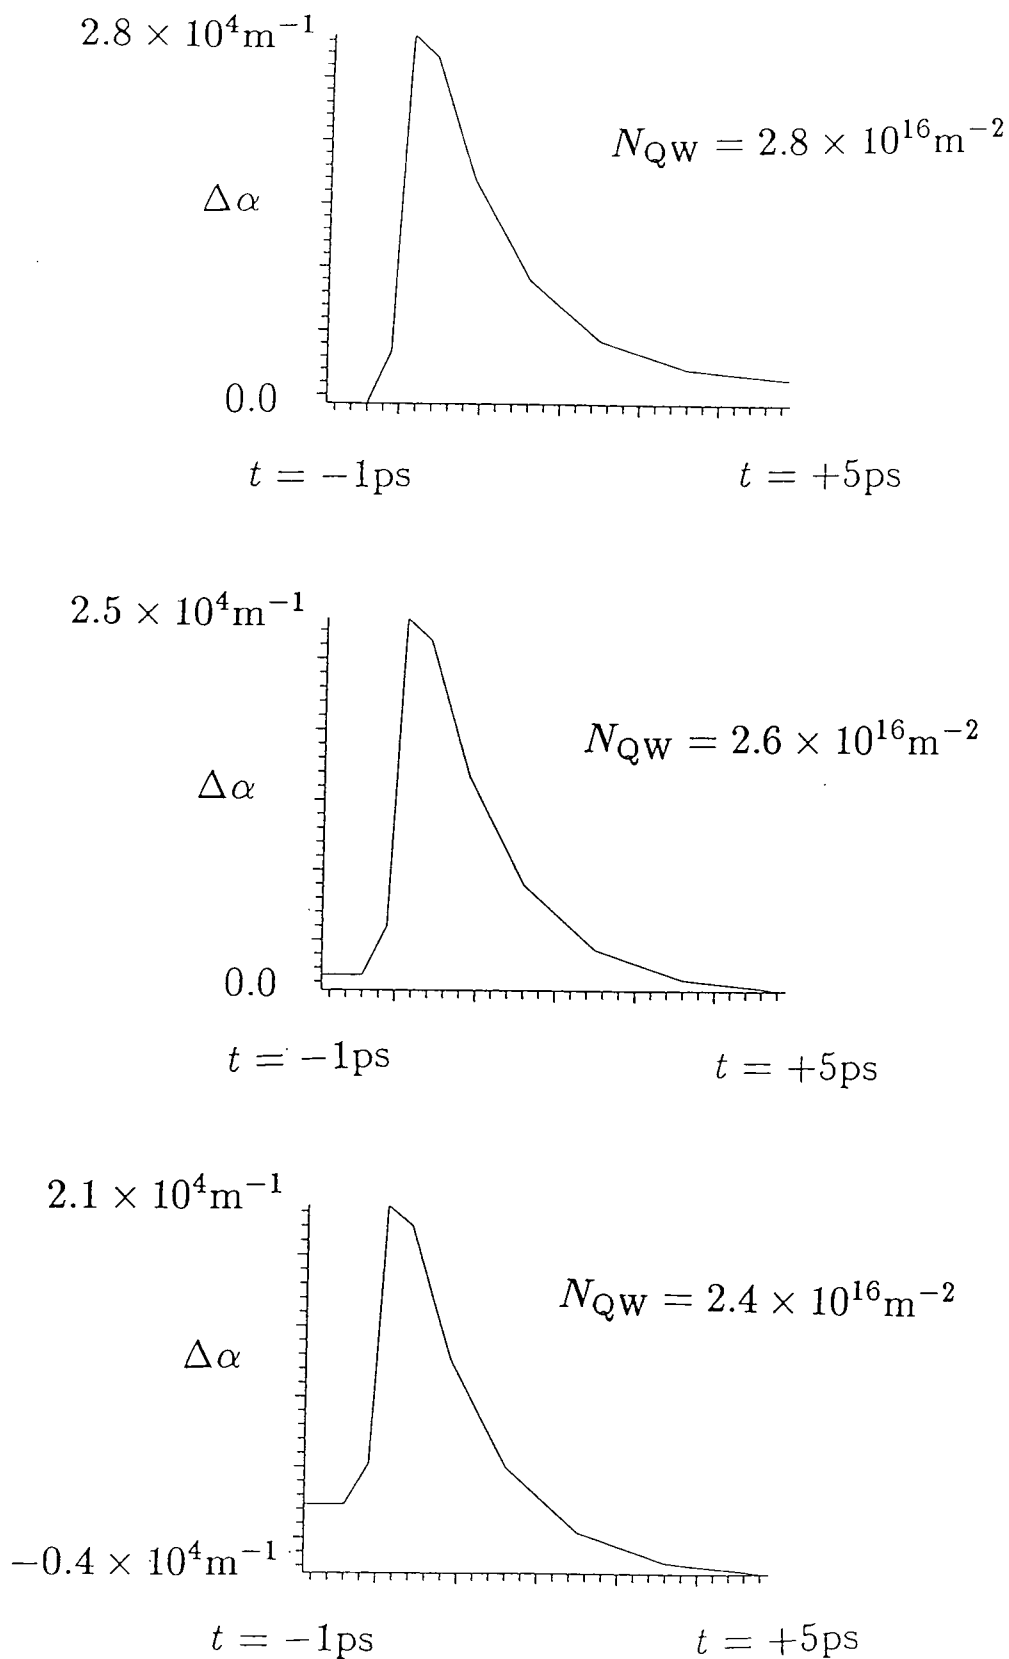 2.8 × 10⁴m⁻¹
N_QW = 2.8 × 10¹⁶m⁻²
Δα
0.0
t = −1ps t = +5ps
2.5 × 10⁴m⁻¹
N_QW = 2.6 × 10¹⁶m⁻²
Δα
0.0
t = −1ps t = +5ps
2.1 × 10⁴m⁻¹
N_QW = 2.4 × 10¹⁶m⁻²
Δα
−0.4 × 10⁴m⁻¹
t = −1ps t = +5ps